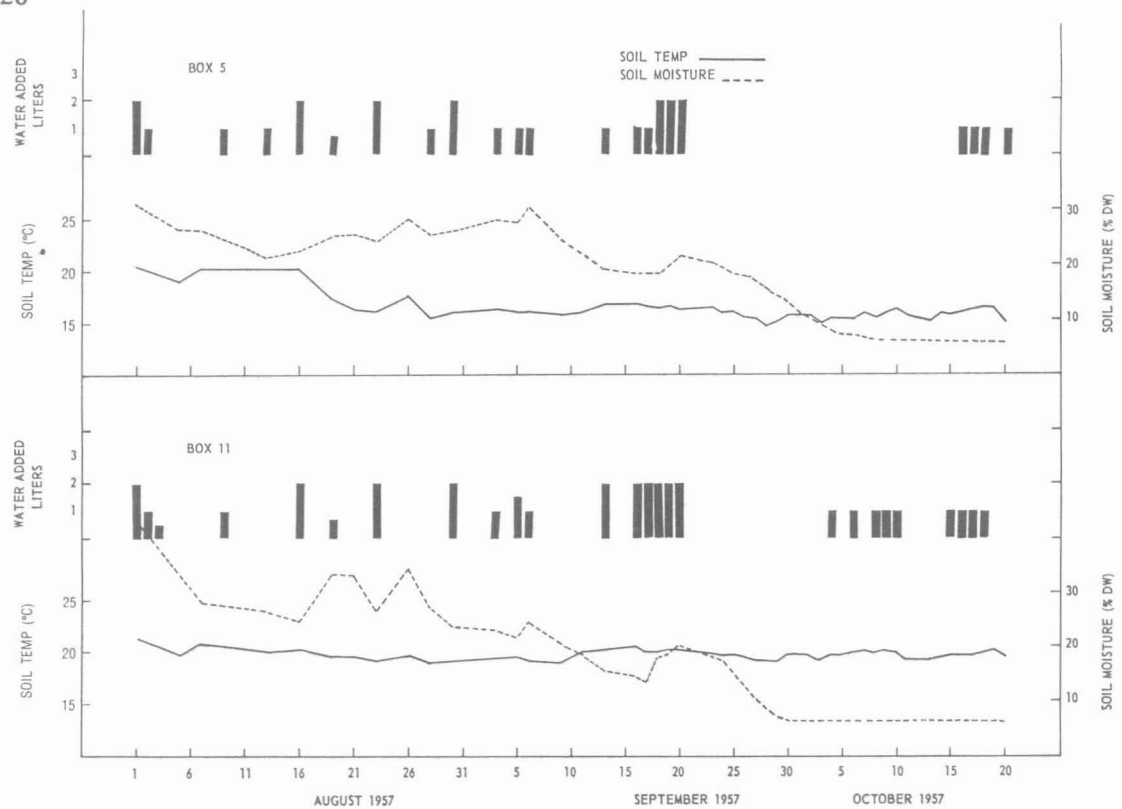 26
BOX 5
SOIL TEMP
SOIL MOISTURE
WATER ADDED
LITERS
3
2
1
SOIL TEMP (°C)
25
20
15
30
20
10
SOIL MOISTURE (% DW)
BOX 11
WATER ADDED
LITERS
3
2
1
SOIL TEMP (°C)
25
20
15
30
20
10
SOIL MOISTURE (% DW)
1 6 11 16 21 26 31 5 10 15 20 25 30 5 10 15 20
AUGUST 1957 SEPTEMBER 1957 OCTOBER 1957